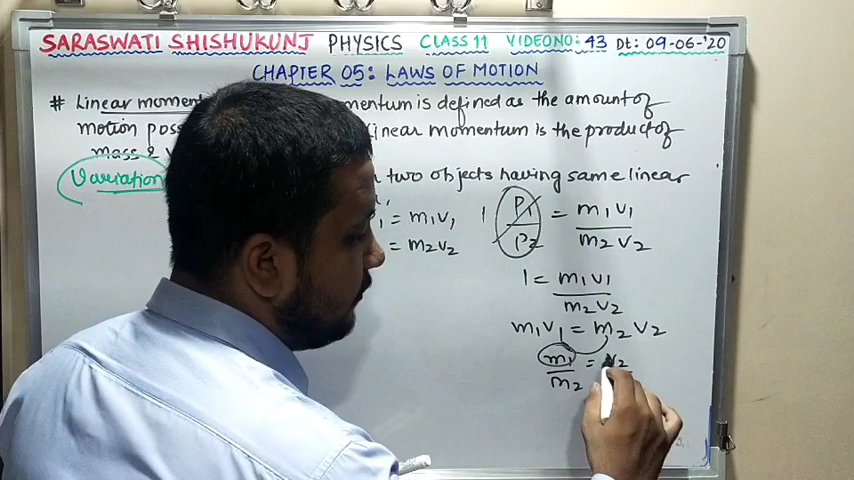 SARASWATI SHISHUKUNJ PHYSICS CLASS 11 VIDEO NO: 43 Dt: 09-06-'20
CHAPTER 05: LAWS OF MOTION
# Linear momentum is defined as the amount of
motion Linear momentum is the product of
mass &
Variation two objects having same linear
= m1v1
= m2v2
1 P1/P2 = m1v1/m2v2
1 = m1v1/m2v2
m1v1 = m2v2
m1/m2 = v2